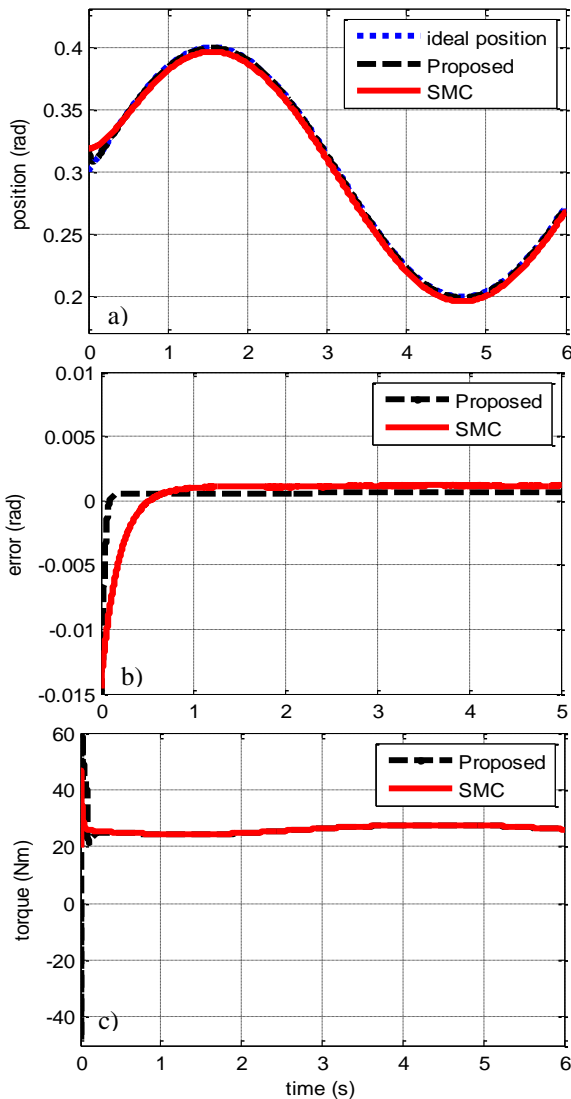 0.4
0.35
0.3
0.25
0.2
position (rad)
ideal position
Proposed
SMC
a)
0 1 2 3 4 5 6
0.01
0.005
0
-0.005
-0.01
-0.015
error (rad)
Proposed
SMC
b)
0 1 2 3 4 5
60
40
20
0
-20
-40
torque (Nm)
Proposed
SMC
c)
0 1 2 3 4 5 6
time (s)